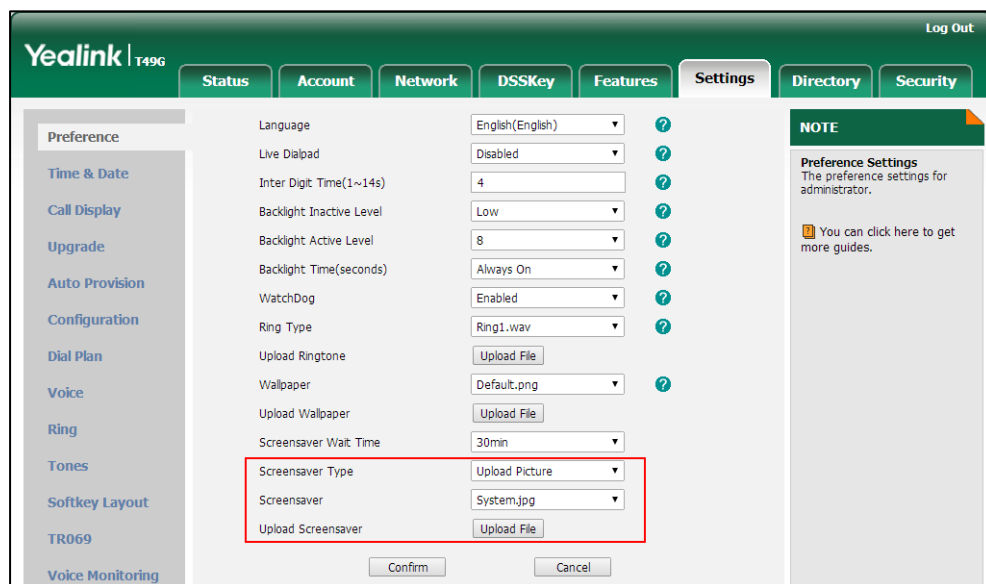 Log Out
Yealink T49G
Status Account Network DSSKey Features Settings Directory Security
Preference
Time & Date
Call Display
Upgrade
Auto Provision
Configuration
Dial Plan
Voice
Ring
Tones
Softkey Layout
TR069
Voice Monitoring
Language English(English)
Live Dialpad Disabled
Inter Digit Time(1~14s) 4
Backlight Inactive Level Low
Backlight Active Level 8
Backlight Time(seconds) Always On
WatchDog Enabled
Ring Type Ring1.wav
Upload Ringtone Upload File
Wallpaper Default.png
Upload Wallpaper Upload File
Screensaver Wait Time 30min
Screensaver Type Upload Picture
Screensaver System.jpg
Upload Screensaver Upload File
Confirm Cancel
NOTE
Preference Settings
The preference settings for
administrator.
You can click here to get
more guides.